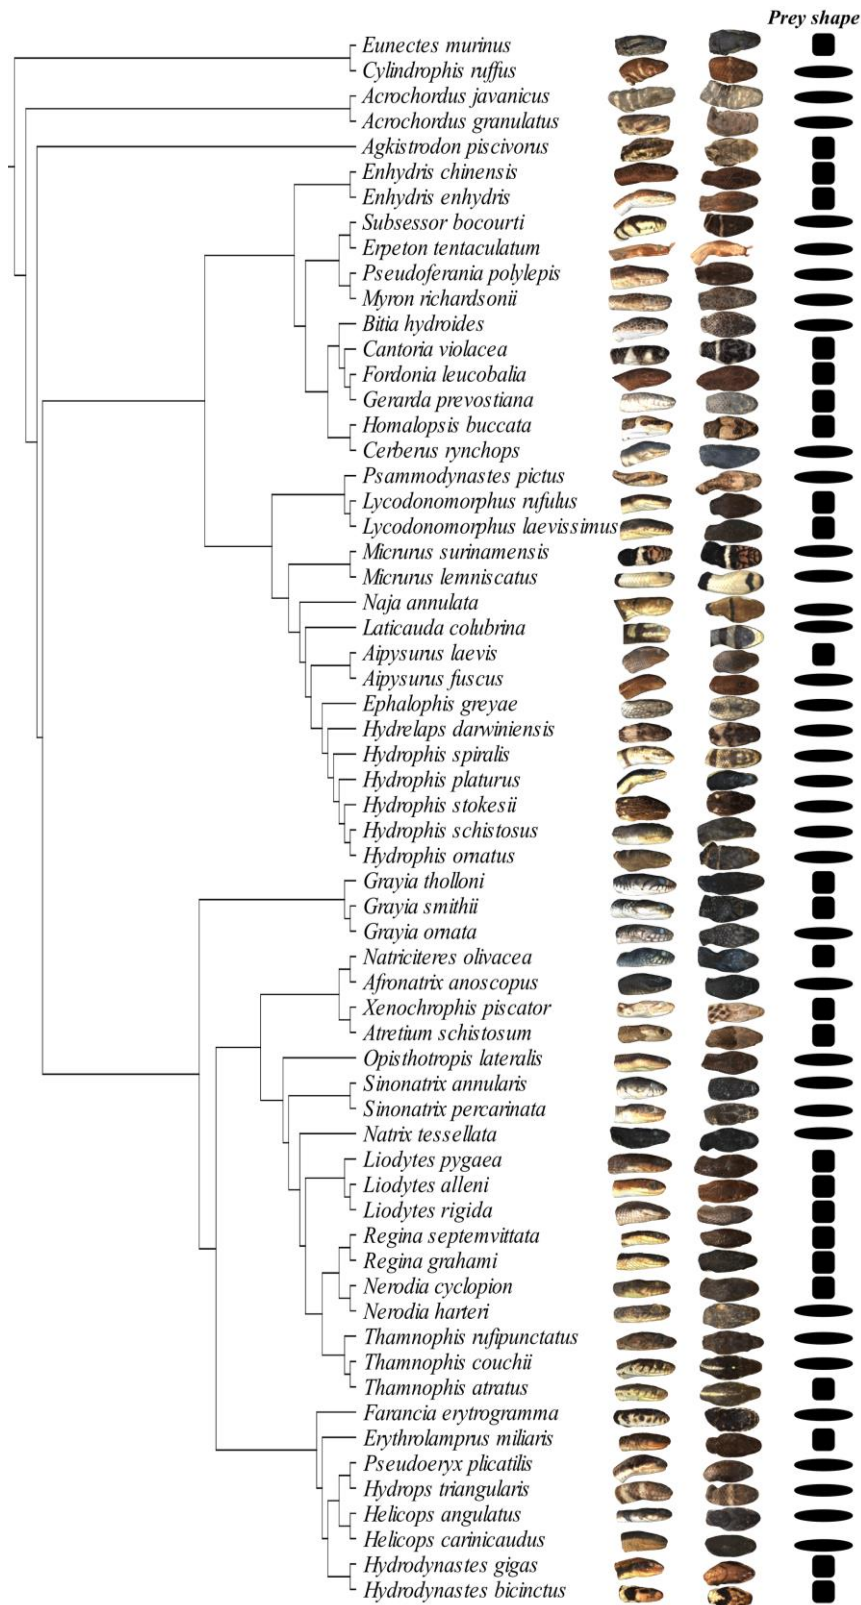 Prey shape
Eunectes murinus
Cylindrophis ruffus
Acrochordus javanicus
Acrochordus granulatus
Agkistrodon piscivorus
Enhydris chinensis
Enhydris enhydris
Subsessor bocourti
Erpeton tentaculatum
Pseudoferania polylepis
Myron richardsonii
Bitia hydroides
Cantoria violacea
Fordonia leucobalia
Gerarda prevostiana
Homalopsis buccata
Cerberus rynchops
Psammodynastes pictus
Lycodonomorphus rufulus
Lycodonomorphus laevissimus
Micrurus surinamensis
Micrurus lemniscatus
Naja annulata
Laticauda colubrina
Aipysurus laevis
Aipysurus fuscus
Ephalophis greyae
Hydrelaps darwiniensis
Hydrophis spiralis
Hydrophis platurus
Hydrophis stokesii
Hydrophis schistosus
Hydrophis ornatus
Grayia tholloni
Grayia smithii
Grayia ornata
Natriciteres olivacea
Afronatrix anoscopus
Xenochrophis piscator
Atretium schistosum
Opisthotropis lateralis
Sinonatrix annularis
Sinonatrix percarinata
Natrix tessellata
Liodytes pygaea
Liodytes alleni
Liodytes rigida
Regina septemvittata
Regina grahami
Nerodia cyclopion
Nerodia harteri
Thamnophis rufipunctatus
Thamnophis couchii
Thamnophis atratus
Farancia erytrogramma
Erythrolamprus miliaris
Pseudoeryx plicatilis
Hydrops triangularis
Helicops angulatus
Helicops carinicaudus
Hydrodynastes gigas
Hydrodynastes bicinctus